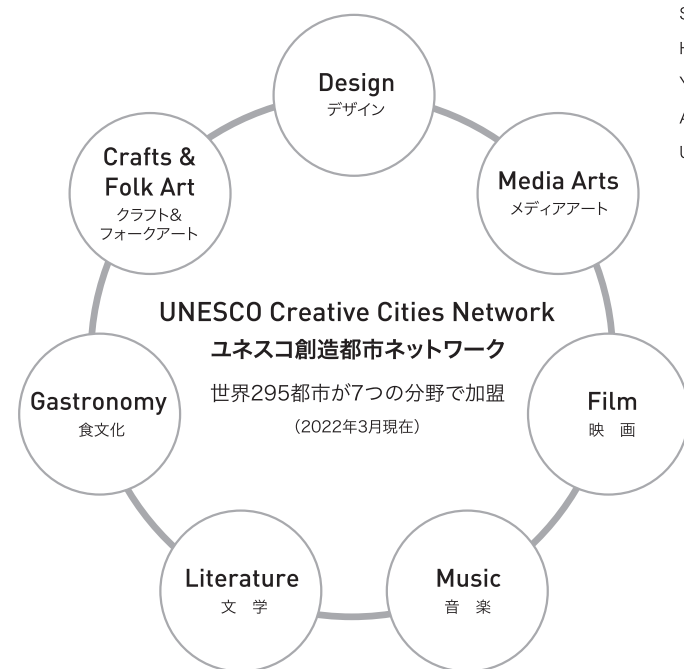 Design
デザイン
Crafts &
Folk Art
クラフト&
フォークアート
Media Arts
メディアアート
UNESCO Creative Cities Network
ユネスコ創造都市ネットワーク
世界295都市が7つの分野で加盟
（2022年3月現在）
Gastronomy
食文化
Film
映　画
Literature
文　学
Music
音　楽